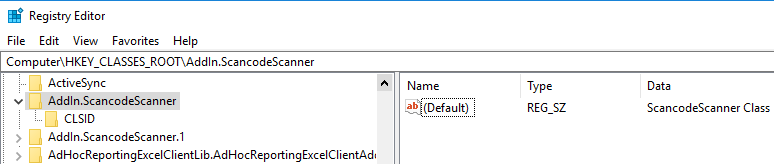 Registry Editor
File Edit View Favorites Help
Computer\HKEY_CLASSES_ROOT\AddIn.ScancodeScanner
ActiveSync
AddIn.ScancodeScanner
CLSID
AddIn.ScancodeScanner.1
AdHocReportingExcelClientLib.AdHocReportingExcelClientAdd
Name Type Data
ab (Default) REG_SZ ScancodeScanner Class